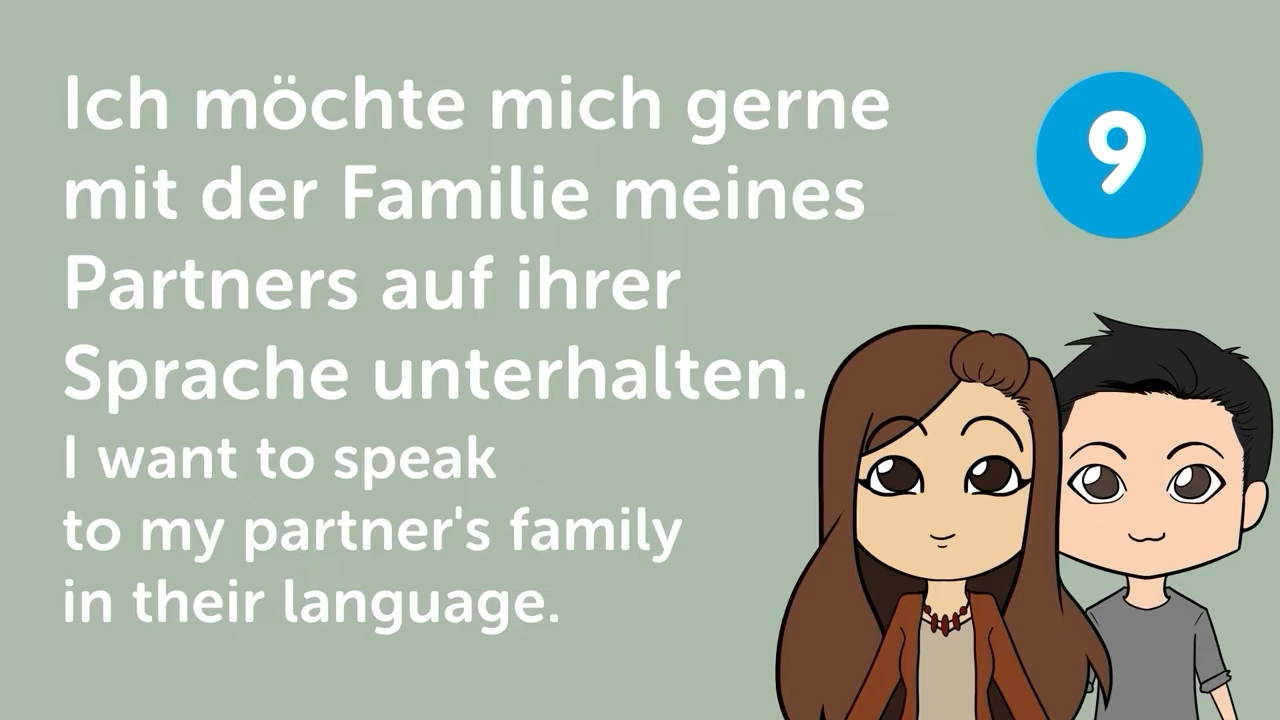 Ich möchte mich gerne
mit der Familie meines
Partners auf ihrer
Sprache unterhalten.
I want to speak
to my partner's family
in their language.
9